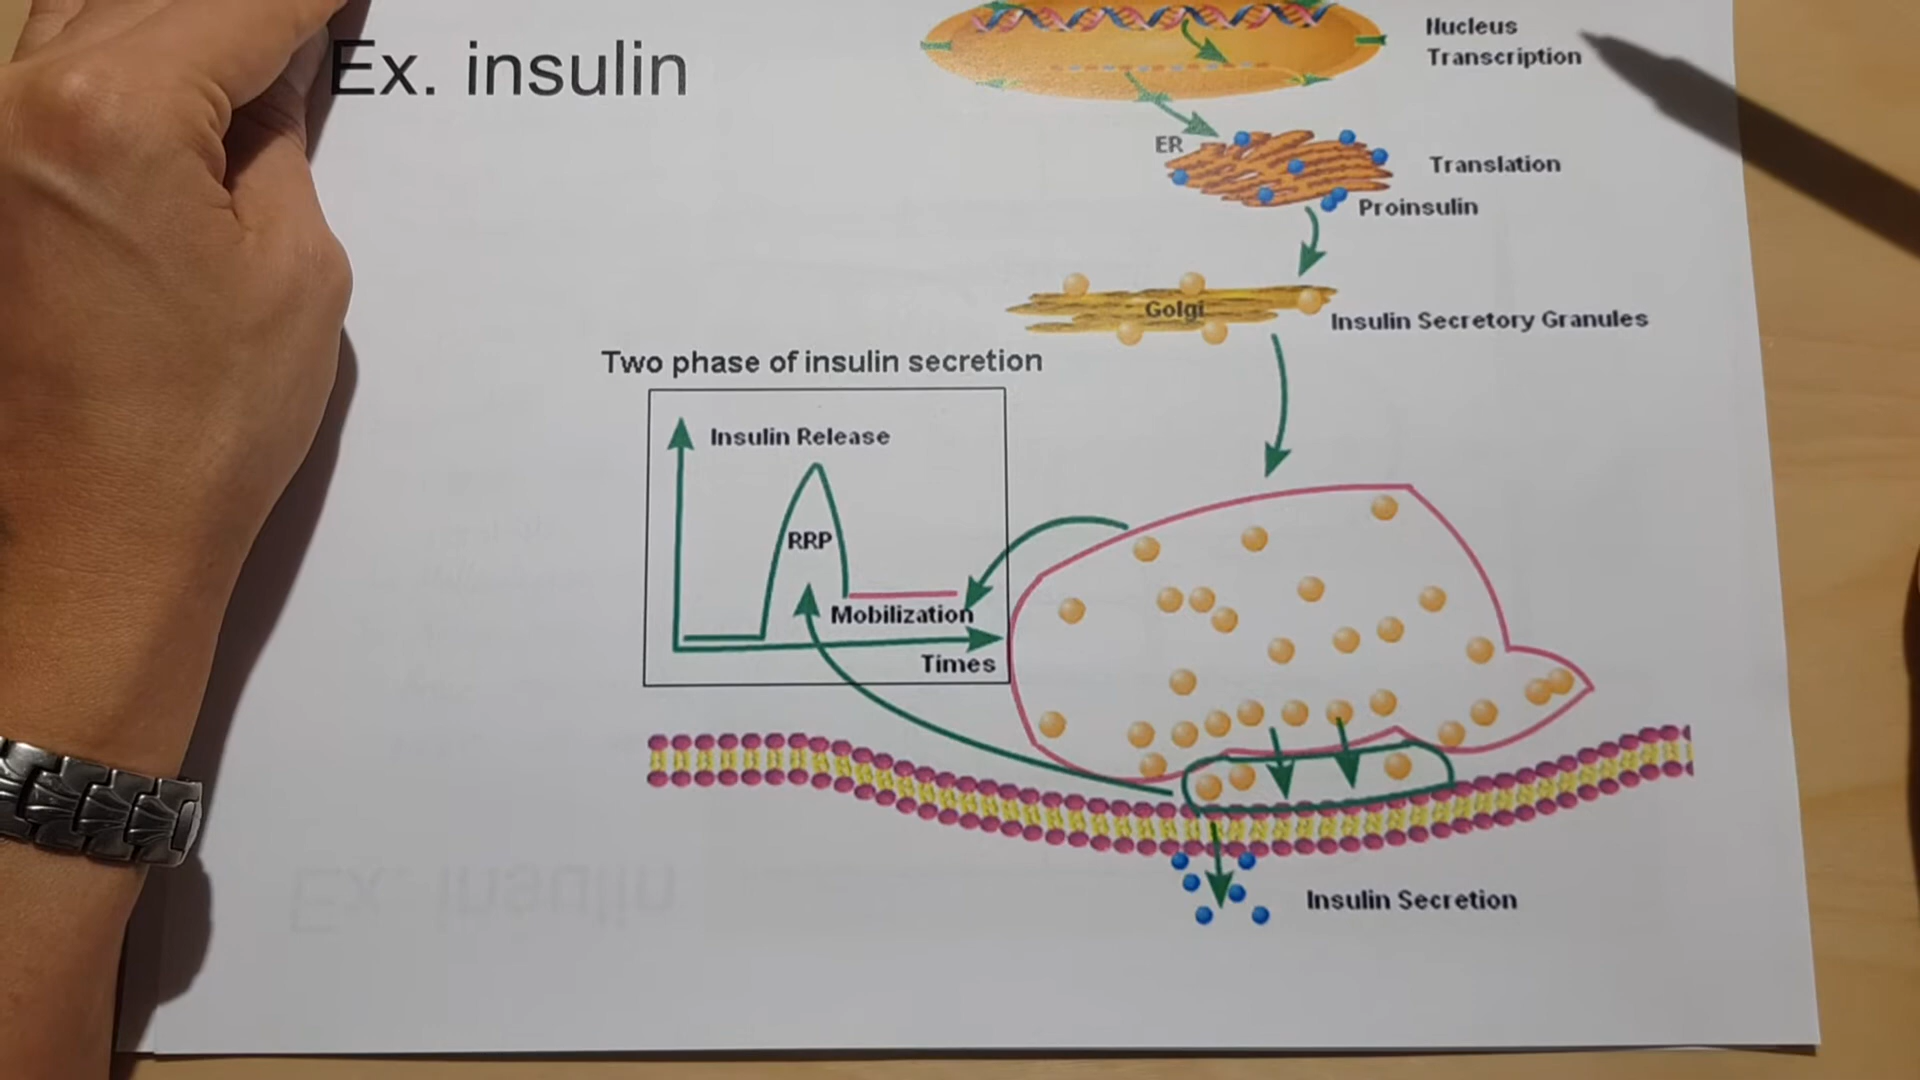 Ex. insulin
Nucleus
Transcription
ER
Translation
Proinsulin
Golgi
Insulin Secretory Granules
Two phase of insulin secretion
Insulin Release
RRP
Mobilization
Times
Insulin Secretion